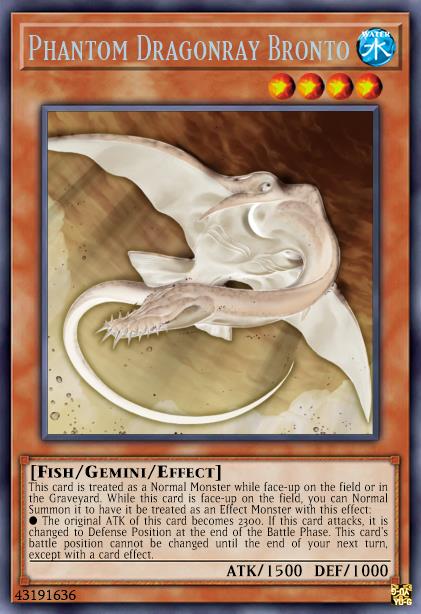 Phantom Dragonray Bronto
WATER
水
[Fish/Gemini/Effect]
This card is treated as a Normal Monster while face-up on the field or in
the Graveyard. While this card is face-up on the field, you can Normal
Summon it to have it be treated as an Effect Monster with this effect:
● The original ATK of this card becomes 2300. If this card attacks, it is
changed to Defense Position at the end of the Battle Phase. This card's
battle position cannot be changed until the end of your next turn,
except with a card effect.
ATK/1500 DEF/1000
43191636